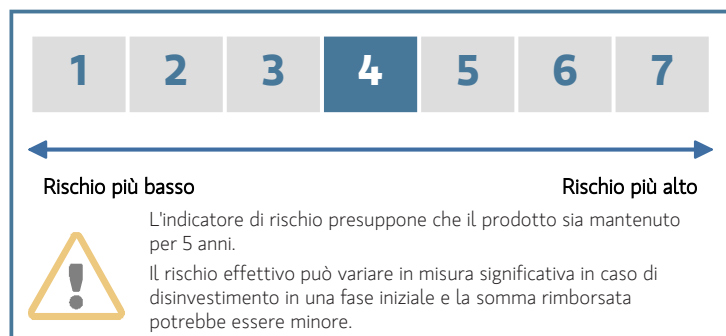 1 2 3 4 5 6 7
Rischio più basso Rischio più alto
L'indicatore di rischio presuppone che il prodotto sia mantenuto
per 5 anni.
Il rischio effettivo può variare in misura significativa in caso di
disinvestimento in una fase iniziale e la somma rimborsata
potrebbe essere minore.